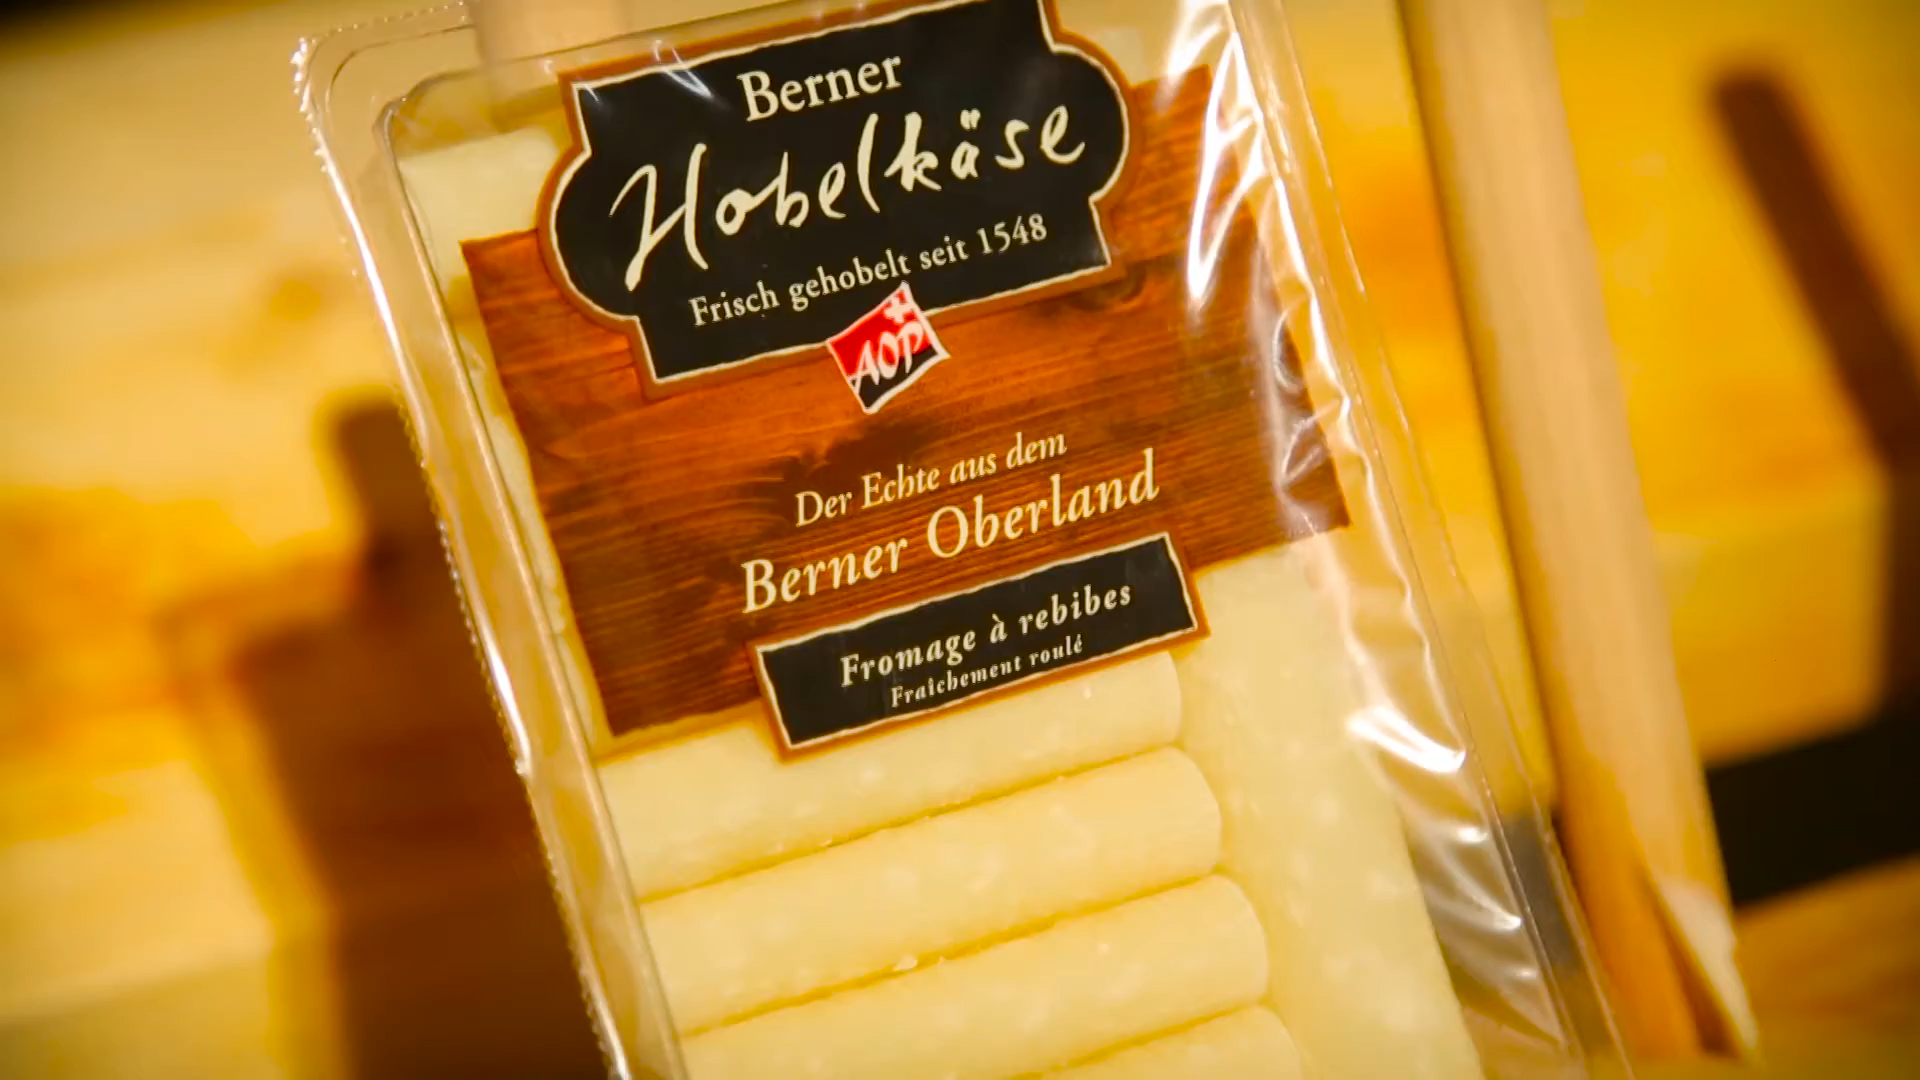 Berner
Hobelkäse
Frisch gehobelt seit 1548
AOP
Der Echte aus dem
Berner Oberland
Fromage à rebibes
Fraîchement roulé